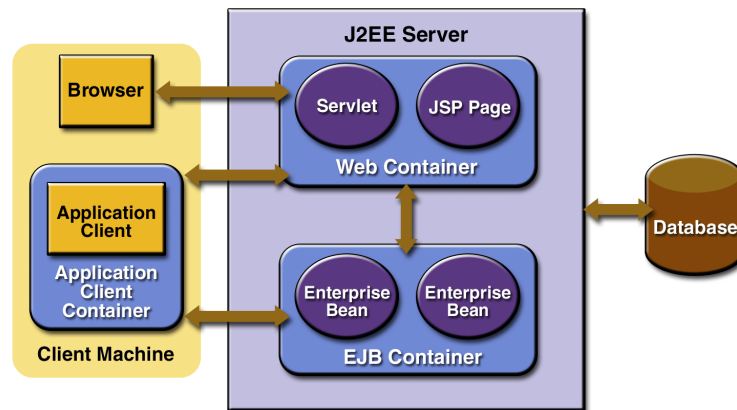 J2EE Server
Browser
Servlet
JSP Page
Web Container
Application
Client
Application
Client
Container
Client Machine
Enterprise
Bean
Enterprise
Bean
EJB Container
Database